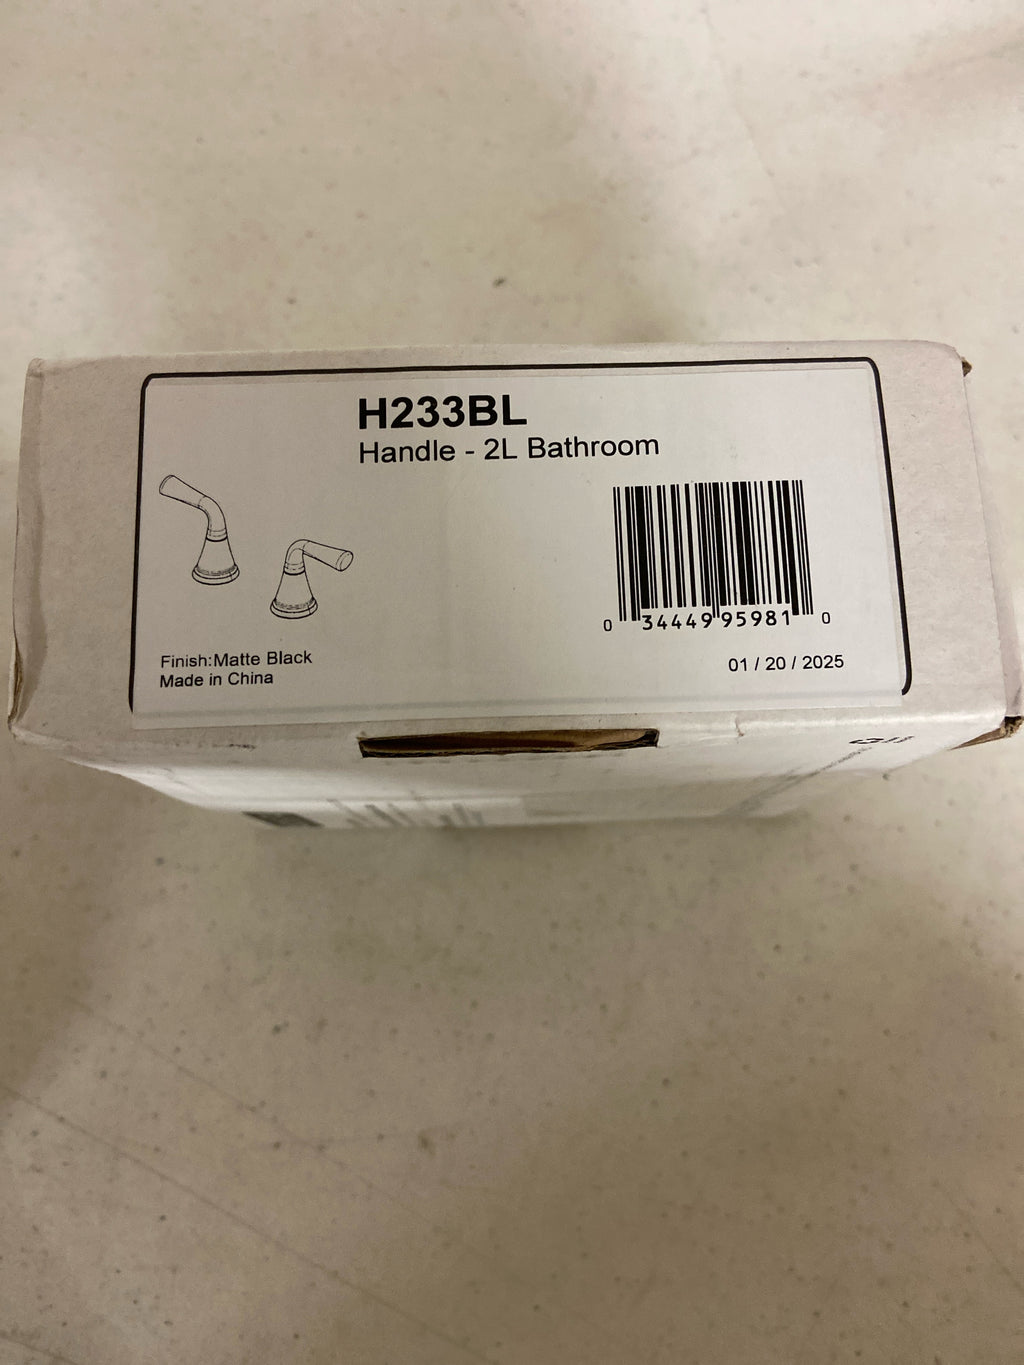 H233BL
Handle - 2L Bathroom
0 34449 95981 0
Finish:Matte Black
Made in China
01 / 20 / 2025